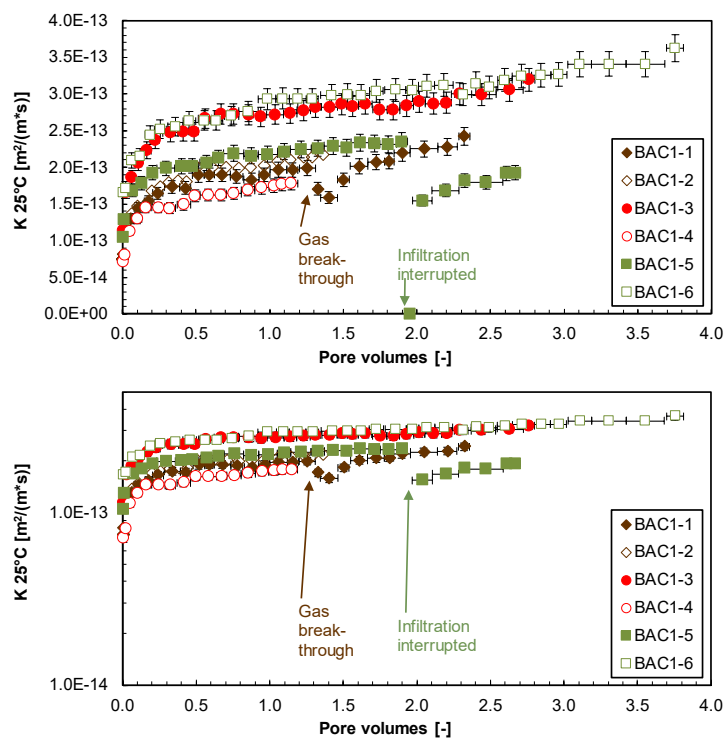 K 25°C [m²/(m*s)]
4.0E-13
3.5E-13
3.0E-13
2.5E-13
2.0E-13
1.5E-13
1.0E-13
5.0E-14
0.0E+00
Gas
break-
through
Infiltration
interrupted
BAC1-1
BAC1-2
BAC1-3
BAC1-4
BAC1-5
BAC1-6
0.0 0.5 1.0 1.5 2.0 2.5 3.0 3.5 4.0
Pore volumes [-]
K 25°C [m²/(m*s)]
1.0E-13
1.0E-14
Gas
break-
through
Infiltration
interrupted
BAC1-1
BAC1-2
BAC1-3
BAC1-4
BAC1-5
BAC1-6
0.0 0.5 1.0 1.5 2.0 2.5 3.0 3.5 4.0
Pore volumes [-]